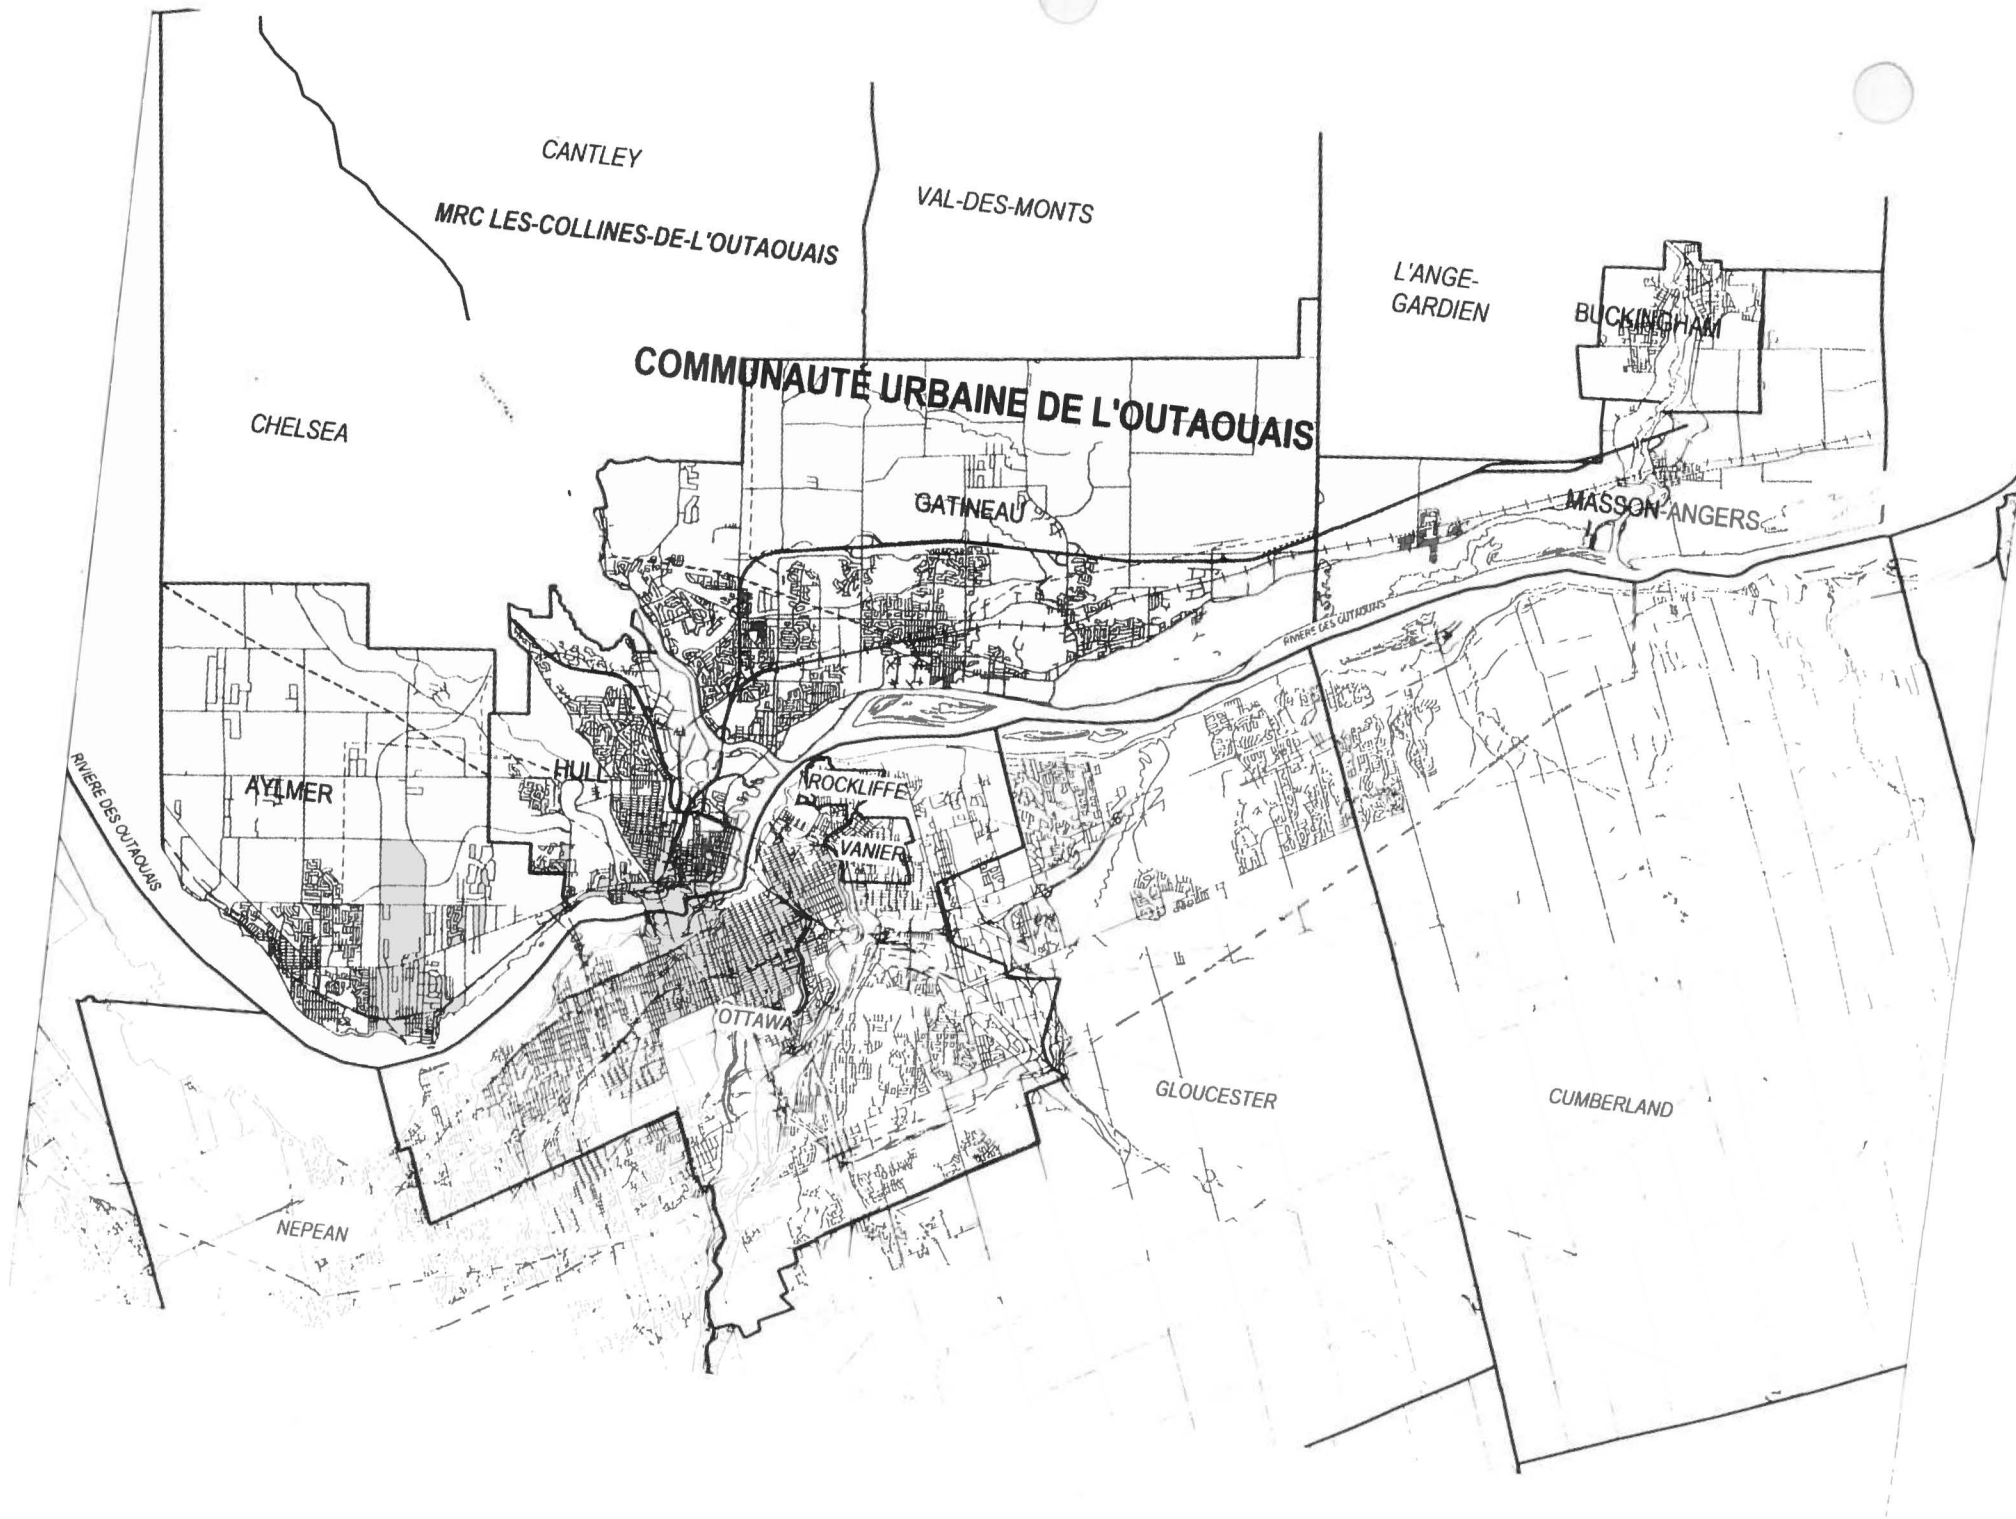 CANTLEY
MRC LES-COLLINES-DE-L'OUTAOUAIS
VAL-DES-MONTS
L'ANGE-
GARDIEN
BUCKINGHAM
COMMUNAUTÉ URBAINE DE L'OUTAOUAIS
CHELSEA
GATINEAU
MASSON-ANGERS
RIVIERE DES OUTAOUAIS
RIVIERE DES OUTAOUAIS
AYLMER
HULL
ROCKLIFFE
VANIER
OTTAWA
GLOUCESTER
CUMBERLAND
NEPEAN